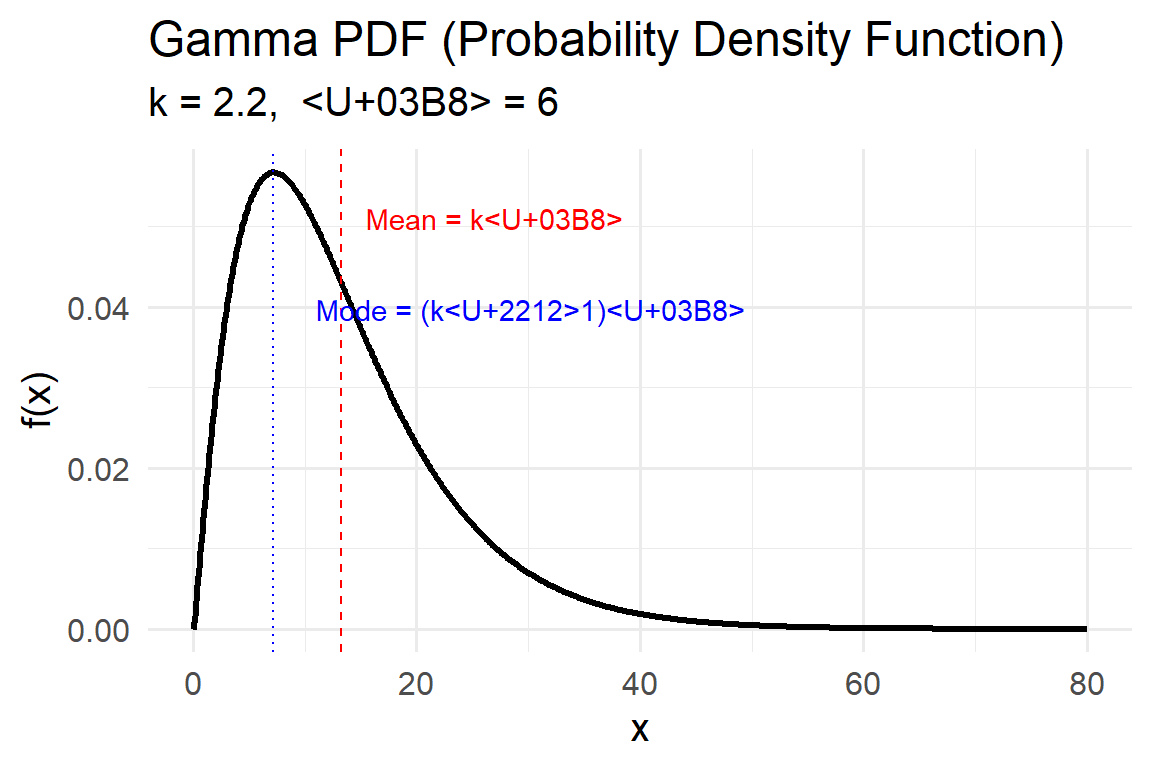 Gamma PDF (Probability Density Function)
k = 2.2,  <U+03B8> = 6
Mean = k<U+03B8>
Mode = (k<U+2212>1)<U+03B8>
f(x)
0.04
0.02
0.00
0 20 40 60 80
x